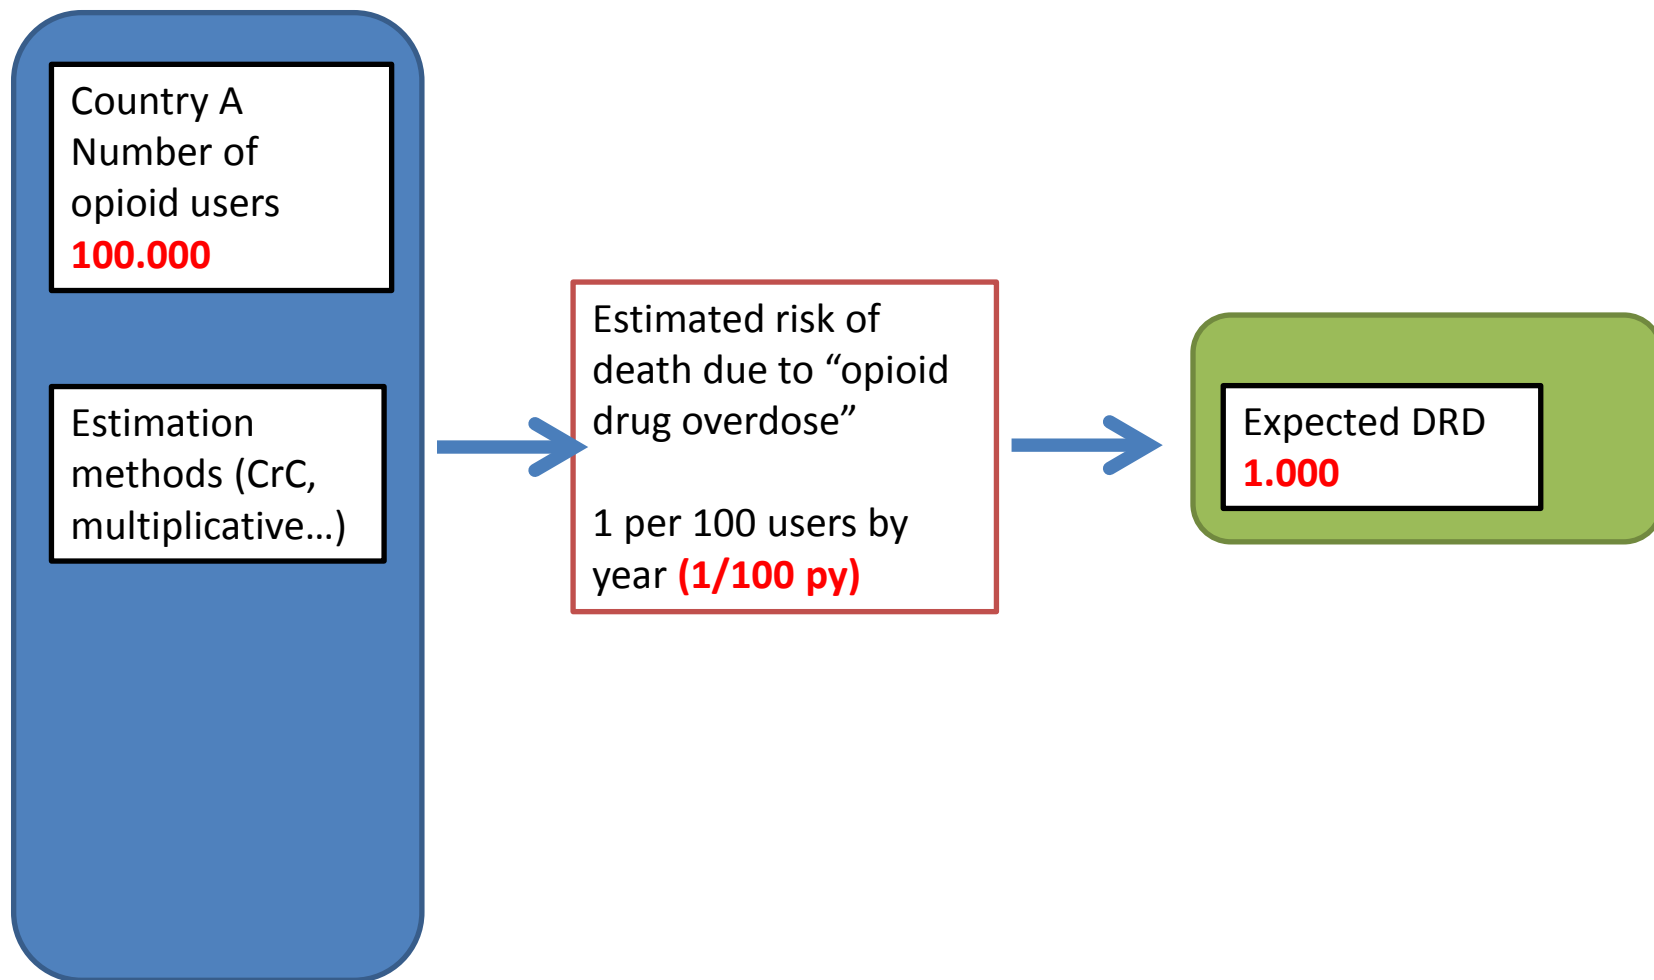 Country A
Number of
opioid users
100.000
Estimation
methods (CrC,
multiplicative…)
Estimated risk of
death due to “opioid
drug overdose”
1 per 100 users by
year (1/100 py)
Expected DRD
1.000